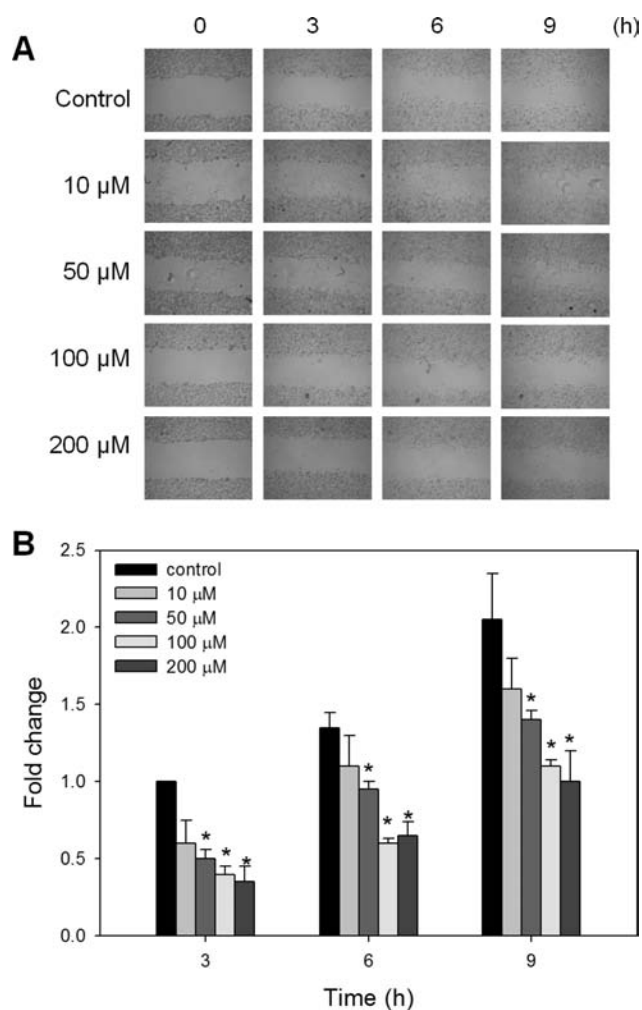 0 3 6 9 (h)
A
Control
10 µM
50 µM
100 µM
200 µM
B
2.5
2.0
1.5
1.0
0.5
0.0
Fold change
control
10 µM
50 µM
100 µM
200 µM
* * *
* * *
* * *
3 6 9
Time (h)